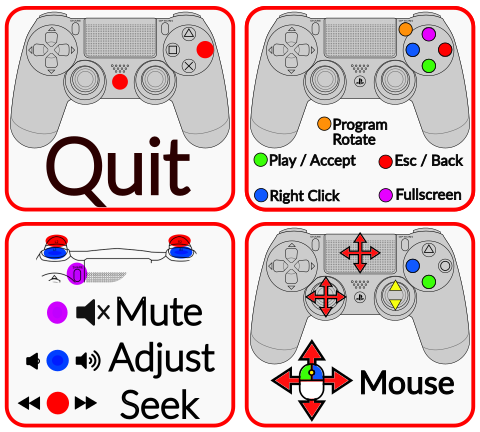 Quit
Program
Rotate
Play / Accept
Esc / Back
Right Click
Fullscreen
Mute
Adjust
Seek
Mouse